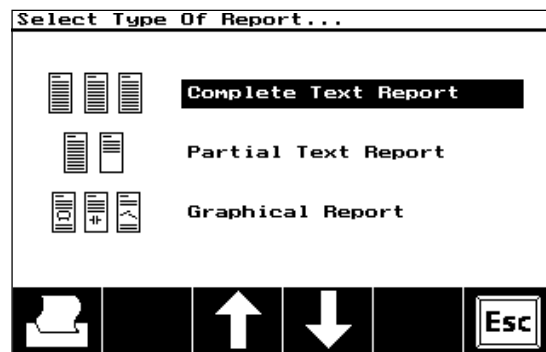 Select Type Of Report...
Complete Text Report
Partial Text Report
Graphical Report
Esc